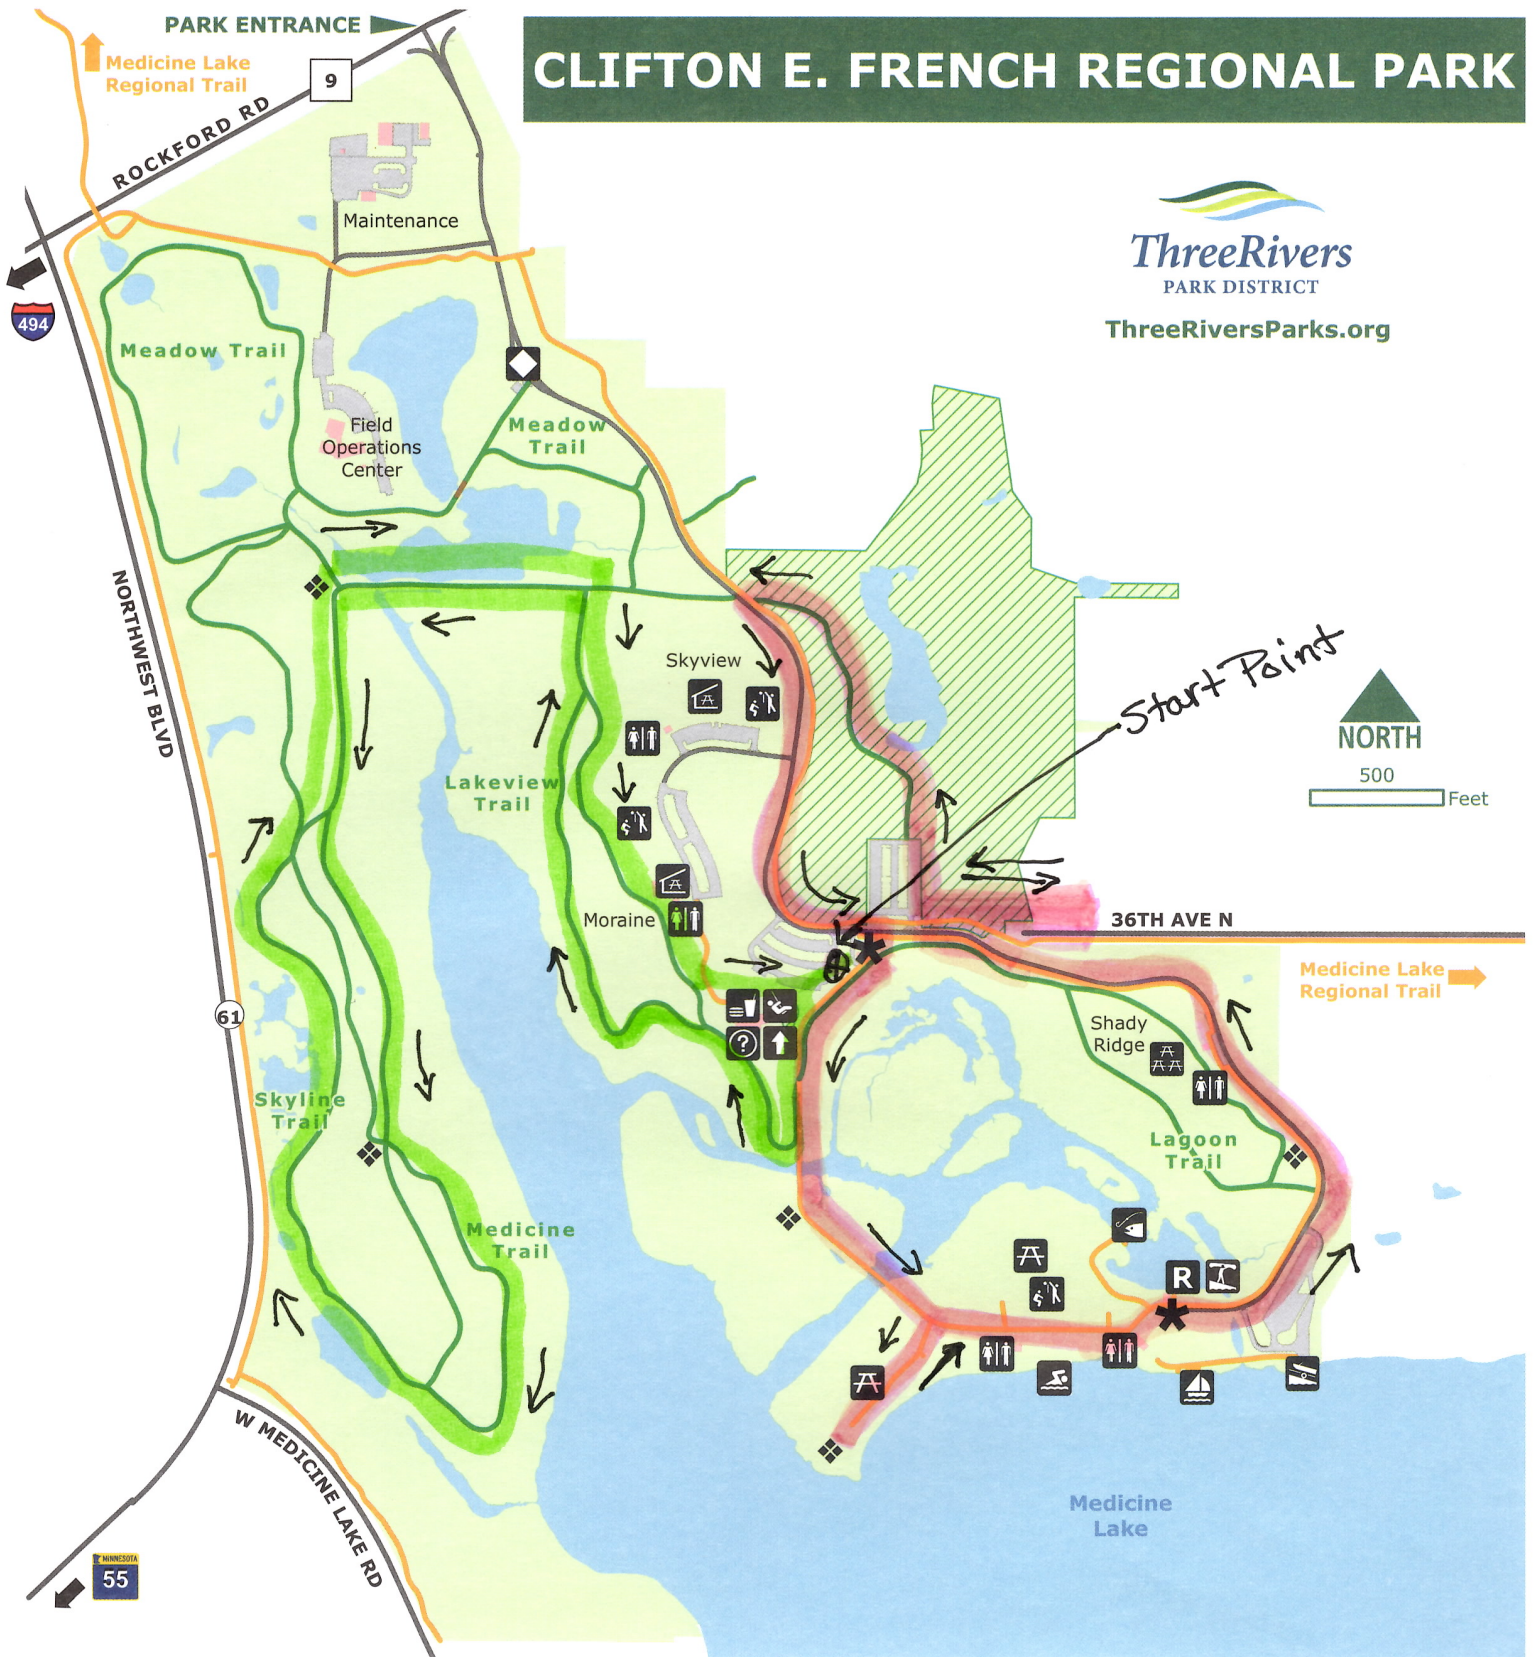 PARK ENTRANCE
CLIFTON E. FRENCH REGIONAL PARK
Medicine Lake
Regional Trail
9
ROCKFORD RD
Maintenance
ThreeRivers
PARK DISTRICT
ThreeRiversParks.org
494
Meadow Trail
Field
Operations
Center
Meadow
Trail
NORTHWEST BLVD
Skyview
Start Point
NORTH
500
Feet
Lakeview
Trail
Moraine
36TH AVE N
Medicine Lake
Regional Trail
61
?
Shady
Ridge
Skyline
Trail
Lagoon
Trail
Medicine
Trail
R
W MEDICINE LAKE RD
Medicine
Lake
MINNESOTA
55